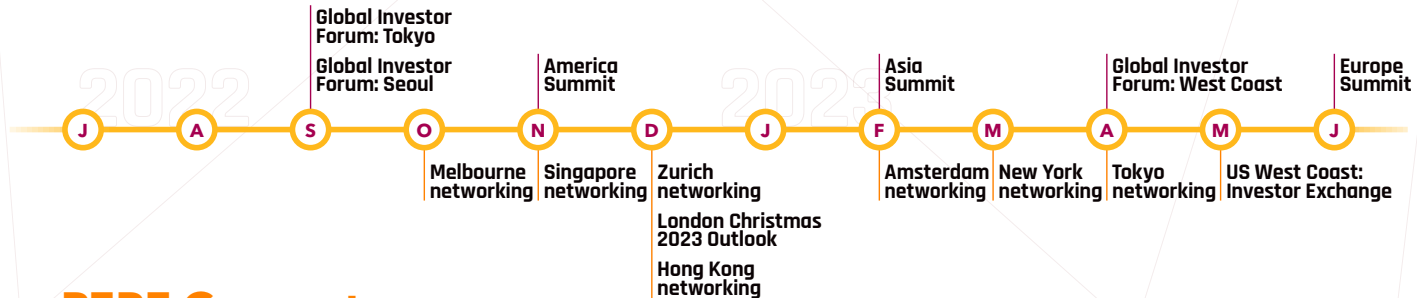 Global Investor
Forum: Tokyo
Global Investor
Forum: Seoul
America
Summit
Asia
Summit
Global Investor
Forum: West Coast
Europe
Summit
2022
2023
J A S O N D J F M A M J
Melbourne
networking
Singapore
networking
Zurich
networking
London Christmas
2023 Outlook
Hong Kong
networking
Amsterdam
networking
New York
networking
Tokyo
networking
US West Coast:
Investor Exchange